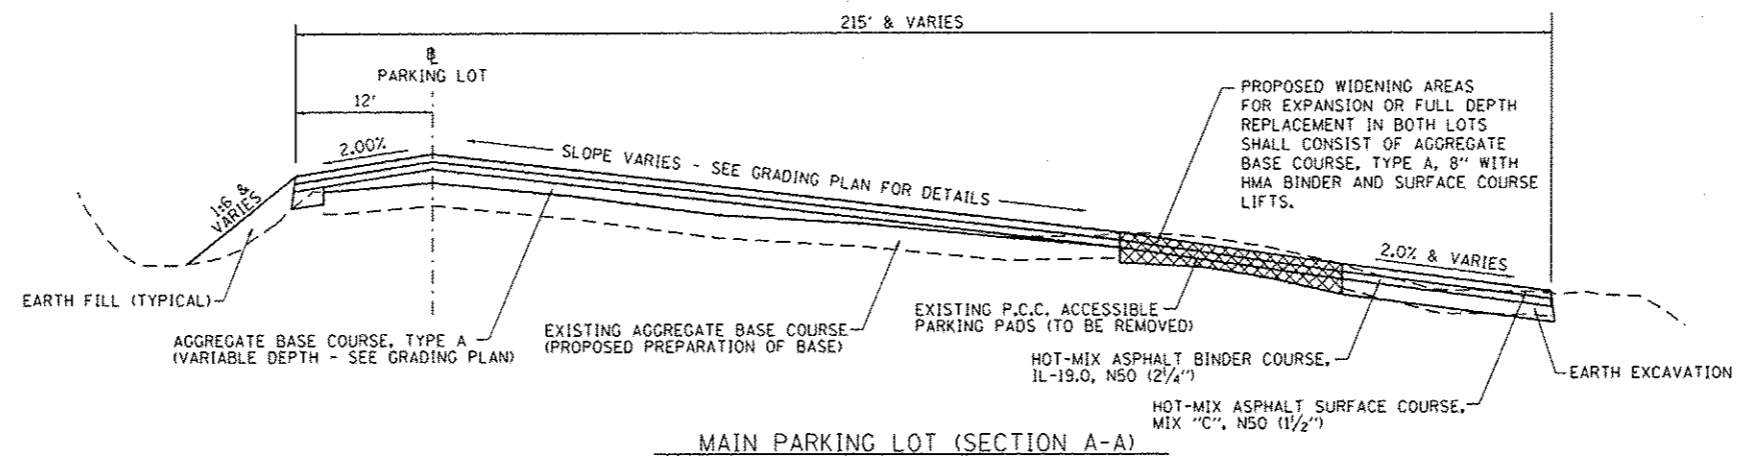 215' & VARIES
℄
PARKING LOT
12'
2.00%
SLOPE VARIES - SEE GRADING PLAN FOR DETAILS
PROPOSED WIDENING AREAS
FOR EXPANSION OR FULL DEPTH
REPLACEMENT IN BOTH LOTS
SHALL CONSIST OF AGGREGATE
BASE COURSE, TYPE A, 8" WITH
HMA BINDER AND SURFACE COURSE
LIFTS.
1:6 &
VARIES
2.0% & VARIES
EARTH FILL (TYPICAL)
AGGREGATE BASE COURSE, TYPE A
(VARIABLE DEPTH - SEE GRADING PLAN)
EXISTING AGGREGATE BASE COURSE
(PROPOSED PREPARATION OF BASE)
EXISTING P.C.C. ACCESSIBLE
PARKING PADS (TO BE REMOVED)
HOT-MIX ASPHALT BINDER COURSE,
IL-19.0, N50 (2 1/4")
HOT-MIX ASPHALT SURFACE COURSE,
MIX "C", N50 (1 1/2")
EARTH EXCAVATION
MAIN PARKING LOT (SECTION A-A)